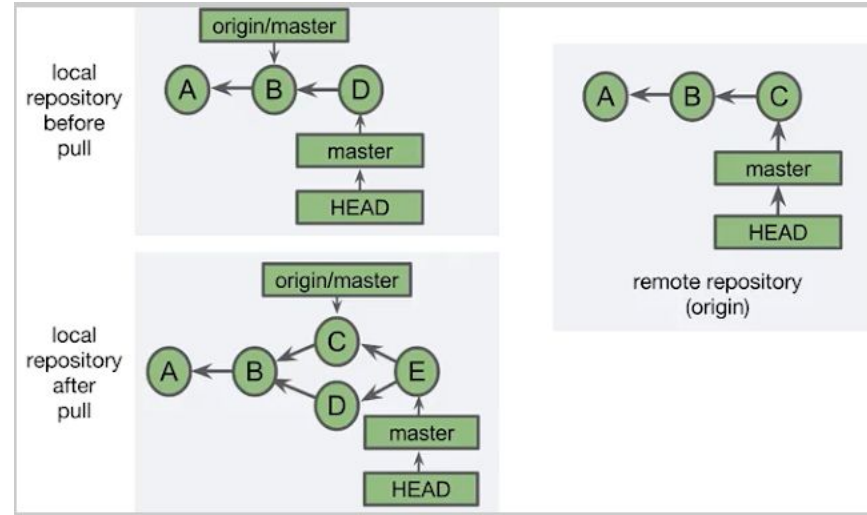 local
repository
before
pull
origin/master
A
B
D
master
HEAD
A
B
C
master
HEAD
remote repository
(origin)
local
repository
after
pull
origin/master
C
A
B
E
D
master
HEAD